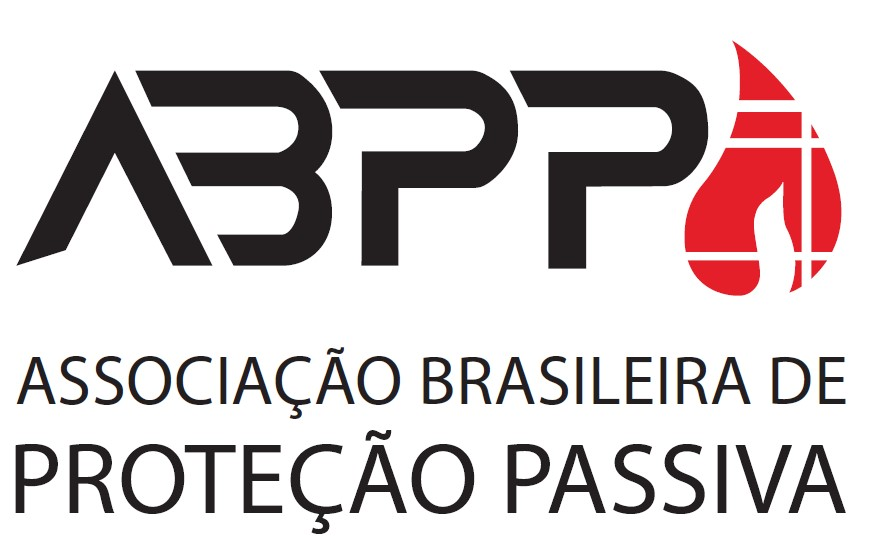 ABPP
ASSOCIAÇÃO BRASILEIRA DE
PROTEÇÃO PASSIVA